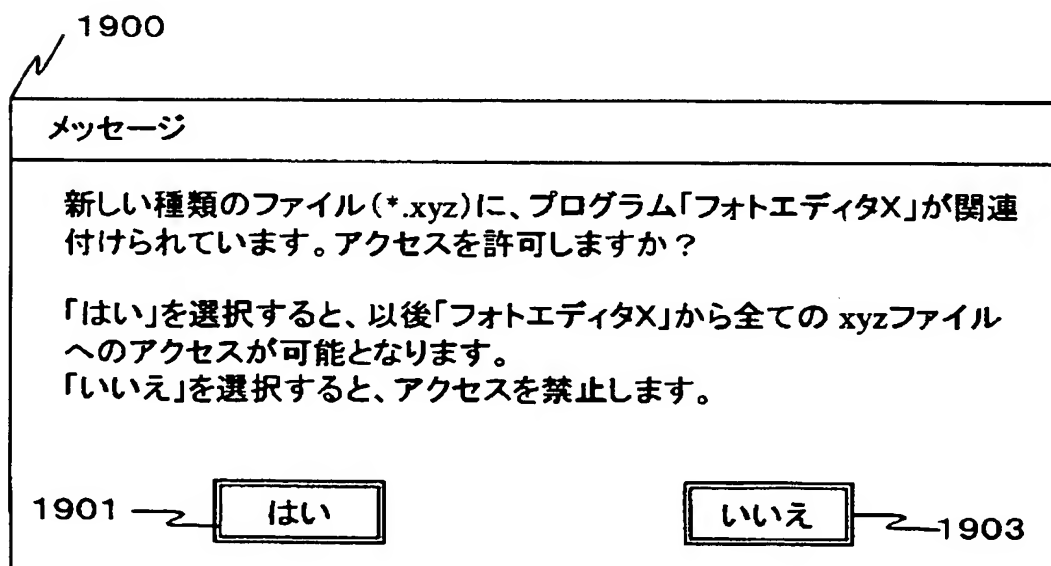 1900
メッセージ
新しい種類のファイル(*.xyz)に、プログラム「フォトエディタX」が関連
付けられています。アクセスを許可しますか?
「はい」を選択すると、以後「フォトエディタX」から全ての xyzファイル
へのアクセスが可能となります。
「いいえ」を選択すると、アクセスを禁止します。
1901 はい いいえ 1903